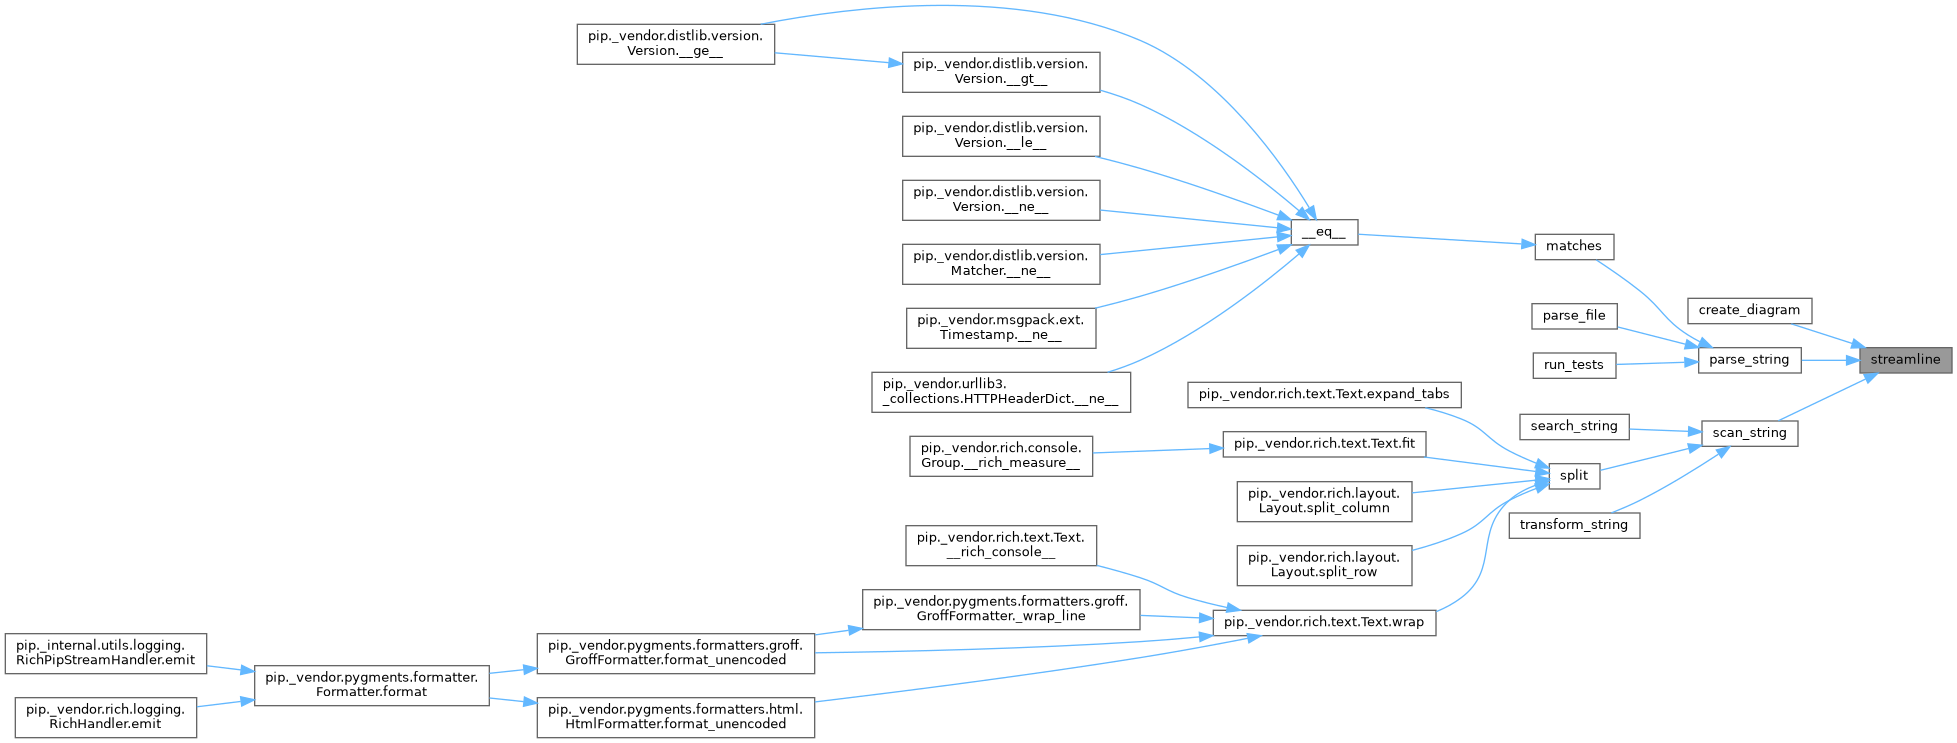 pip._vendor.distlib.version.
Version.__ge__
pip._vendor.distlib.version.
Version.__gt__
pip._vendor.distlib.version.
Version.__le__
pip._vendor.distlib.version.
Version.__ne__
pip._vendor.distlib.version.
Matcher.__ne__
pip._vendor.msgpack.ext.
Timestamp.__ne__
pip._vendor.urllib3.
_collections.HTTPHeaderDict.__ne__
__eq__
matches
parse_file
run_tests
create_diagram
parse_string
streamline
pip._vendor.rich.text.Text.expand_tabs
pip._vendor.rich.console.
Group.__rich_measure__
pip._vendor.rich.text.Text.fit
pip._vendor.rich.layout.
Layout.split_column
pip._vendor.rich.layout.
Layout.split_row
search_string
scan_string
split
transform_string
pip._vendor.rich.text.Text.
__rich_console__
pip._vendor.pygments.formatters.groff.
GroffFormatter._wrap_line
pip._vendor.rich.text.Text.wrap
pip._internal.utils.logging.
RichPipStreamHandler.emit
pip._vendor.rich.logging.
RichHandler.emit
pip._vendor.pygments.formatter.
Formatter.format
pip._vendor.pygments.formatters.groff.
GroffFormatter.format_unencoded
pip._vendor.pygments.formatters.html.
HtmlFormatter.format_unencoded